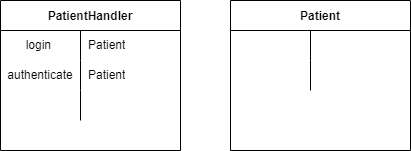 PatientHandler
login Patient
authenticate Patient
Patient